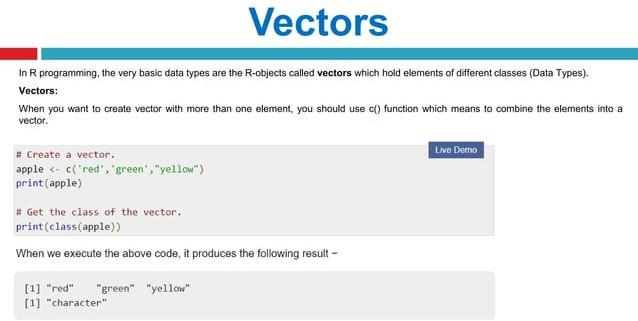 Vectors
In R programming, the very basic data types are the R-objects called vectors which hold elements of different classes (Data Types).
Vectors:
When you want to create vector with more than one element, you should use c() function which means to combine the elements into a
vector.
Live Demo
# Create a vector.
apple <- c('red','green',"yellow")
print(apple)
# Get the class of the vector.
print(class(apple))
When we execute the above code, it produces the following result −
[1] "red"    "green"  "yellow"
[1] "character"